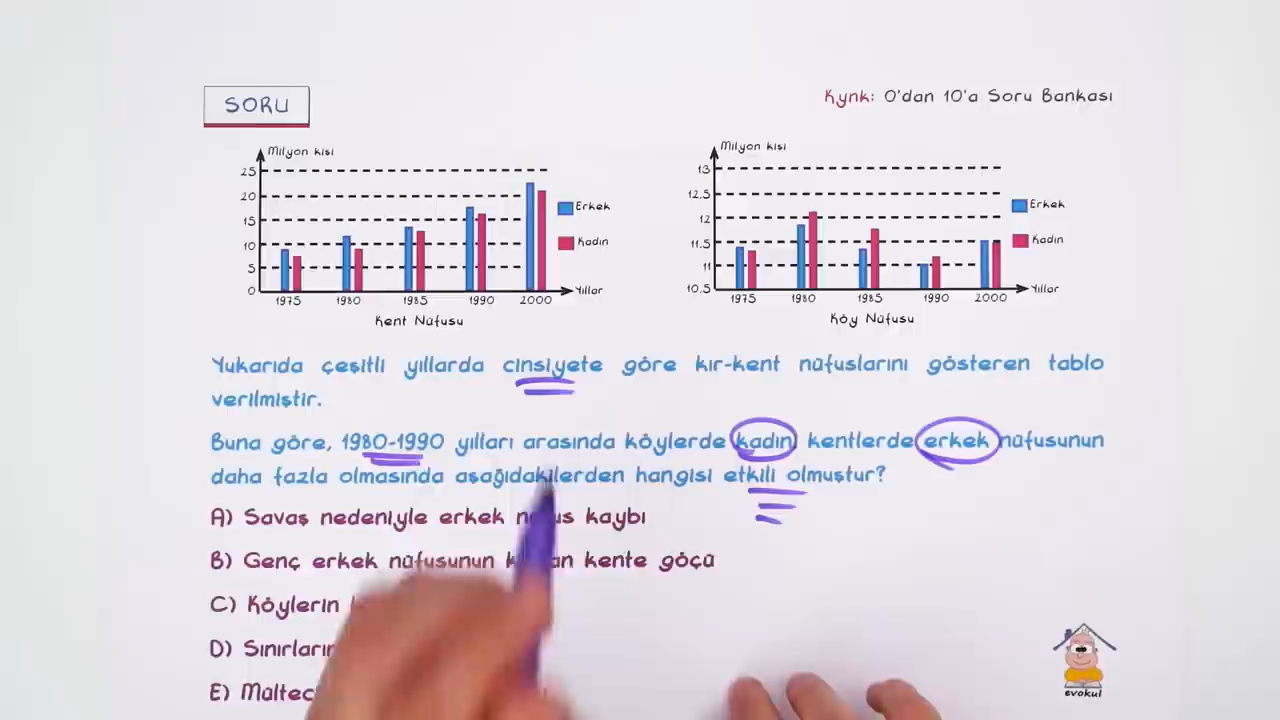 SORU
Kynk: 0'dan 10'a Soru Bankası
Milyon kişi
25
20
15
10
5
0
1975 1980 1985 1990 2000
Yıllar
Erkek
Kadın
Kent Nüfusu
Milyon kişi
13
12.5
12
11.5
11
10.5
1975 1980 1985 1990 2000
Yıllar
Erkek
Kadın
Köy Nüfusu
Yukarıda çeşitli yıllarda cinsiyete göre kır-kent nüfuslarını gösteren tablo
verilmiştir.
Buna göre, 1980-1990 yılları arasında köylerde kadın, kentlerde erkek nüfusunun
daha fazla olmasında aşağıdakilerden hangisi etkili olmuştur?
A) Savaş nedeniyle erkek nüfus kaybı
B) Genç erkek nüfusunun kente göçü
C) Köylerin
D)
E)
evokul